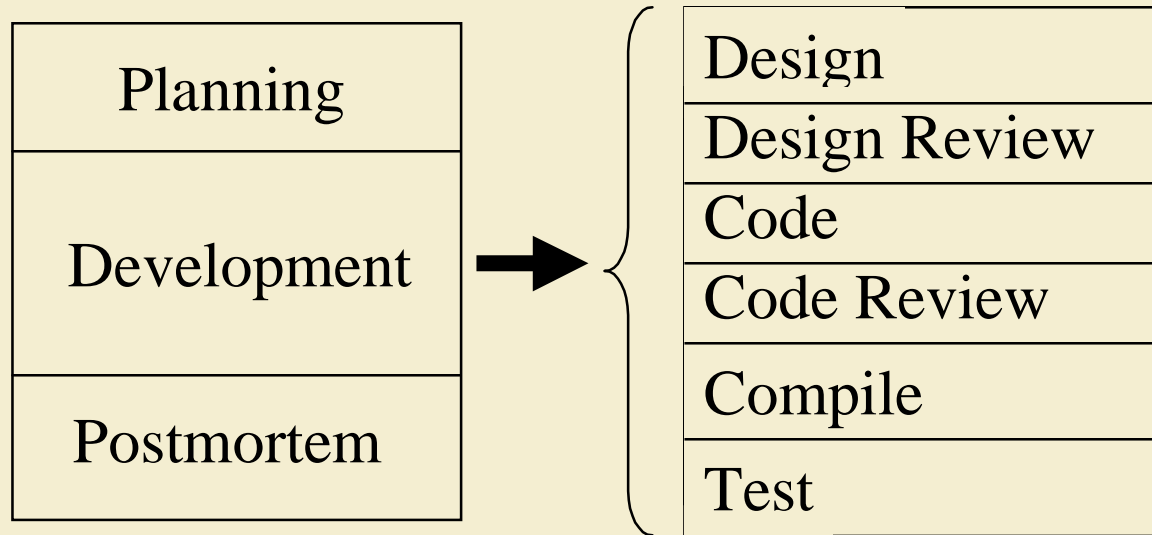 Planning
Development
Postmortem
Design
Design Review
Code
Code Review
Compile
Test